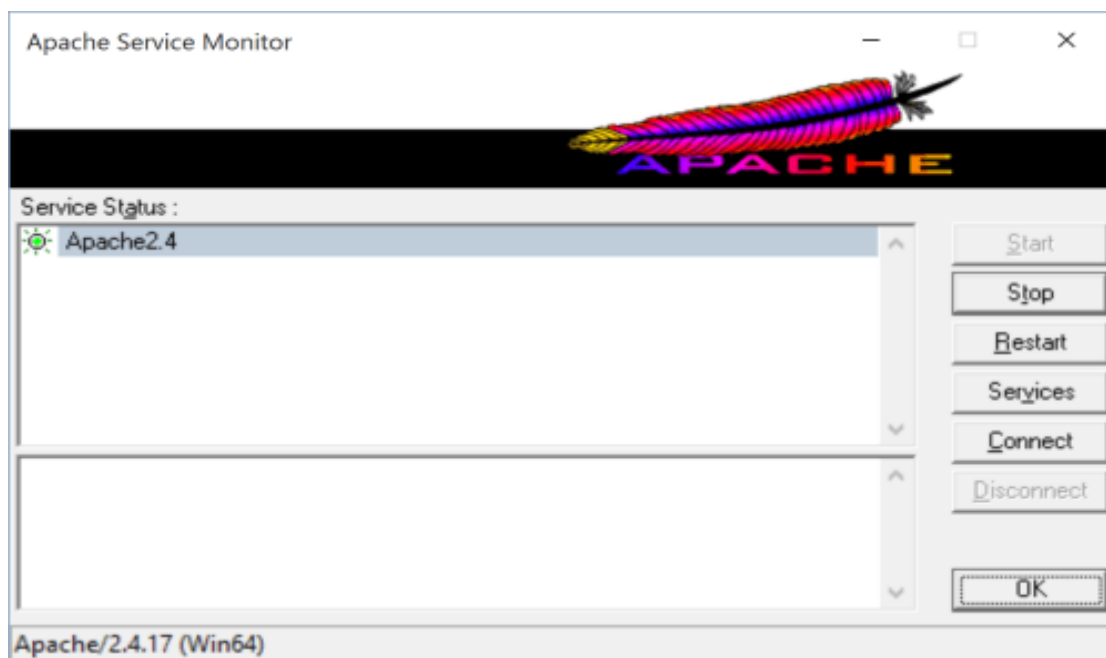 Apache Service Monitor
APACHE
Service Status :
Apache2.4
Start
Stop
Restart
Services
Connect
Disconnect
OK
Apache/2.4.17 (Win64)